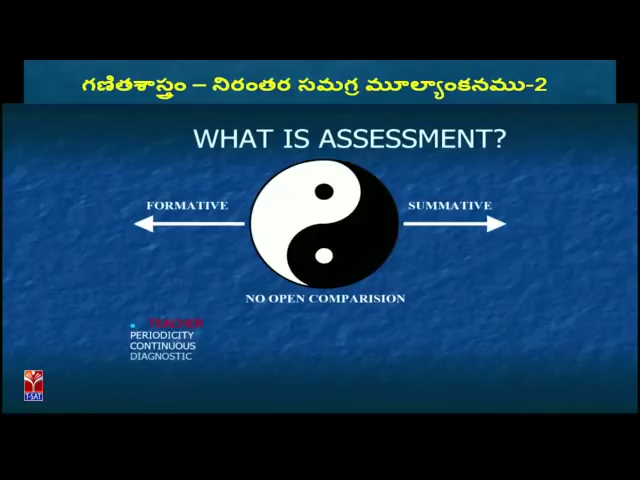 గణితశాస్త్రం – నిరంతర సమగ్ర మూల్యాంకనము-2
WHAT IS ASSESSMENT?
FORMATIVE
SUMMATIVE
NO OPEN COMPARISION
TEACHER
PERIODICITY
CONTINUOUS
DIAGNOSTIC
T-SAT